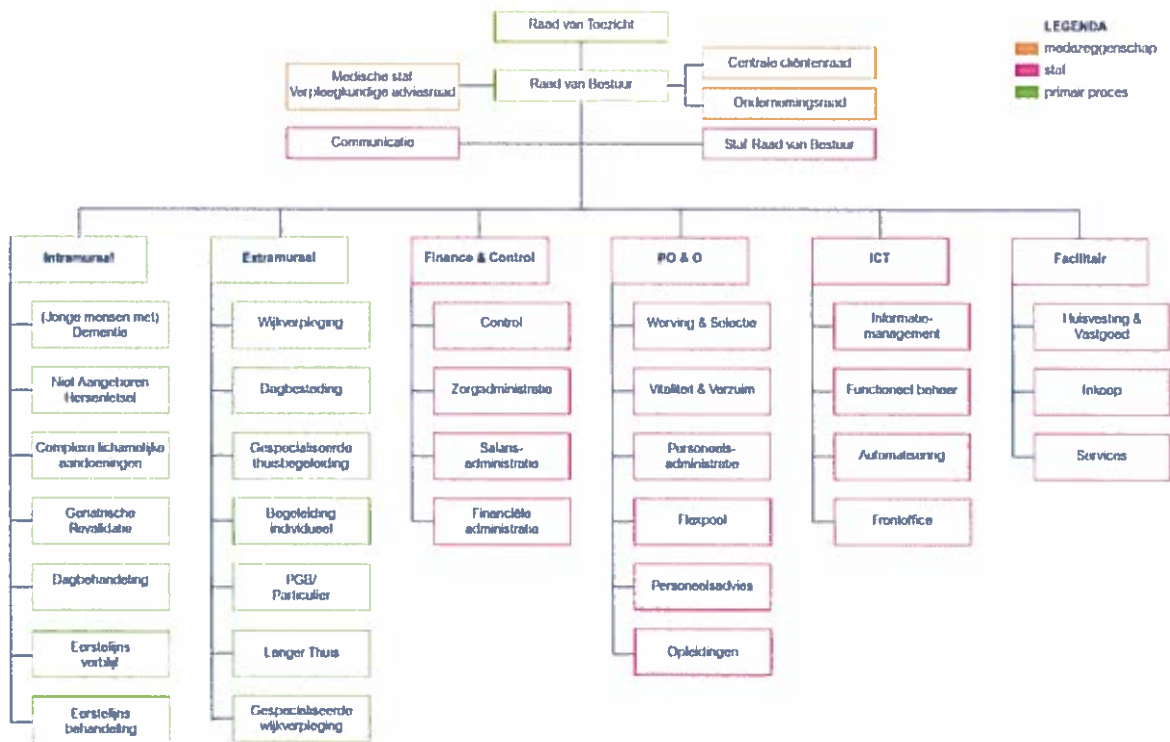 Raad van Toezicht
LEGENDA
medezeggenschap
staf
primair proces
Medische staf
Verpleegkundige adviesraad
Raad van Bestuur
Centrale cliëntenraad
Ondernemingsraad
Communicatie
Staf Raad van Bestuur
Intramuraal
Extramuraal
Finance & Control
PO & O
ICT
Facilitair
(Jonge mensen met)
Dementie
Niet Aangeboren
Hersenletsel
Complexe lichamelijke
aandoeningen
Geriatrische
Revalidatie
Dagbehandeling
Eerstelijns
verblijf
Eerstelijns
behandeling
Wijkverpleging
Dagbesteding
Gespecialiseerde
thuisbegeleiding
Begeleiding
individueel
PGB/
Particulier
Langer Thuis
Gespecialiseerde
wijkverpleging
Control
Zorgadministratie
Salaris-
administratie
Financiële
administratie
Werving & Selectie
Vitaliteit & Verzuim
Personeels-
administratie
Flexpool
Personeelsadvies
Opleidingen
Informatie-
management
Functioneel beheer
Automatisering
Frontoffice
Huisvesting &
Vastgoed
Inkoop
Services